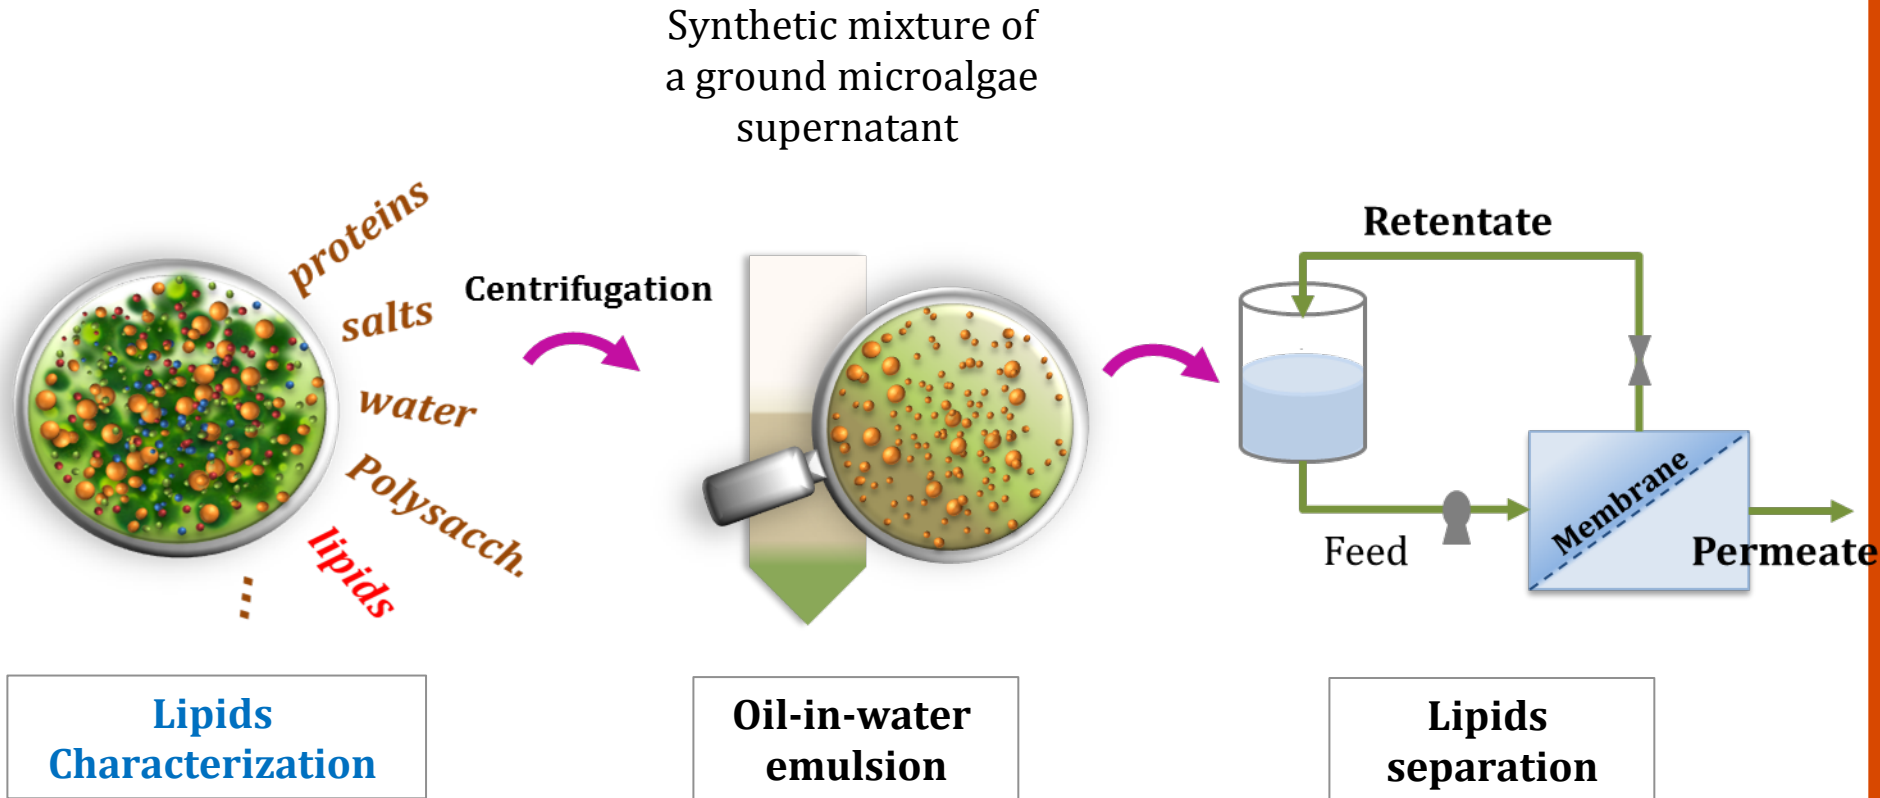 Synthetic mixture of
a ground microalgae
supernatant
proteins
salts
water
Polysacch.
lipids
...
Centrifugation
Retentate
Feed
Membrane
Permeate
Lipids
Characterization
Oil-in-water
emulsion
Lipids
separation